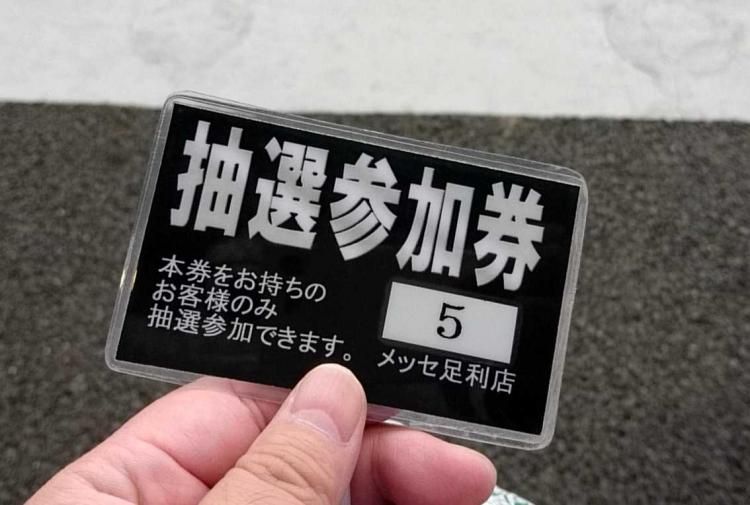 抽選参加券
本券をお持ちの
お客様のみ
抽選参加できます。
5
メッセ足利店